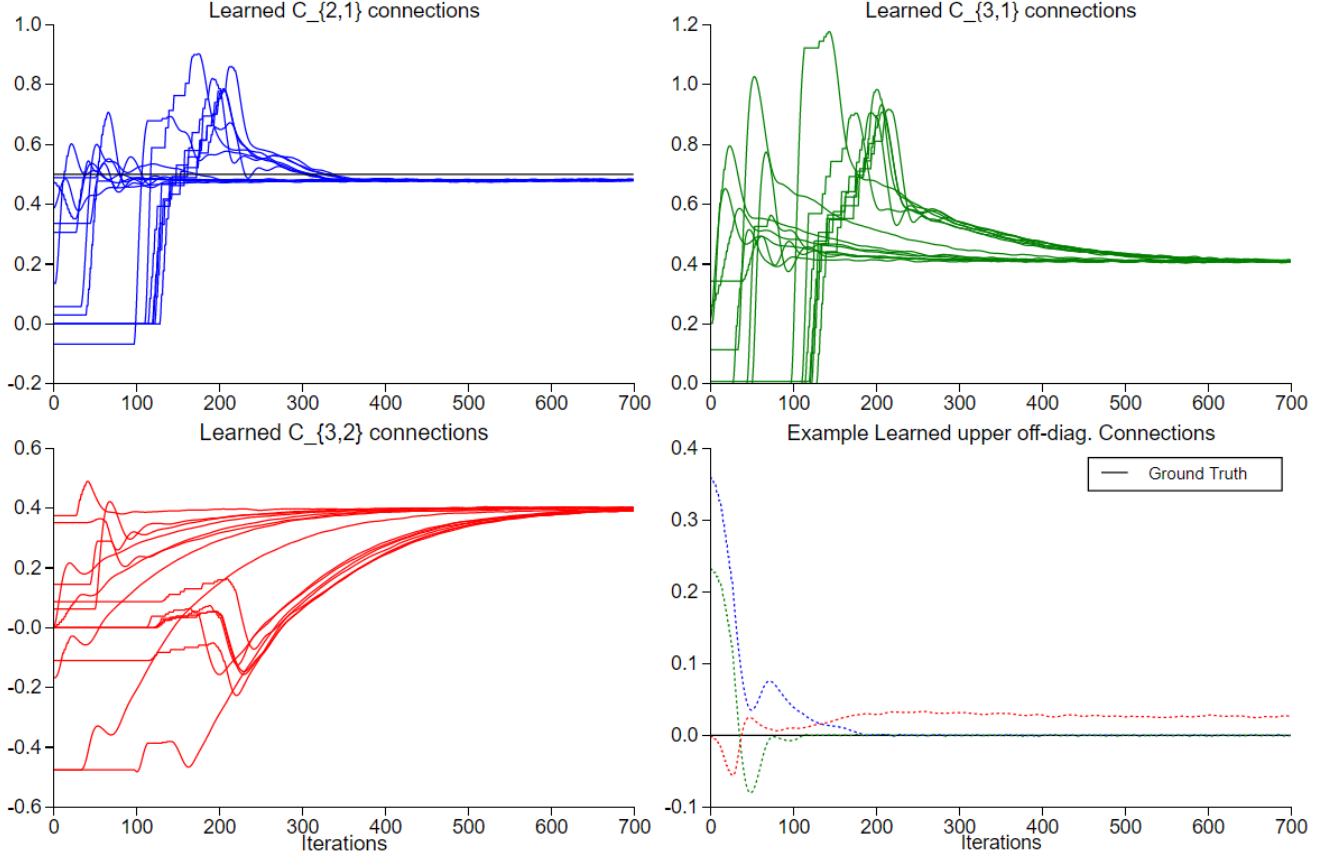 Learned C_{2,1} connections
1.0
0.8
0.6
0.4
0.2
0.0
-0.2
0 100 200 300 400 500 600 700
Learned C_{3,1} connections
1.2
1.0
0.8
0.6
0.4
0.2
0.0
0 100 200 300 400 500 600 700
Iterations
Learned C_{3,2} connections
0.6
0.4
0.2
-0.0
-0.2
-0.4
-0.6
0 100 200 300 400 500 600 700
Iterations
Example Learned upper off-diag. Connections
Ground Truth
0.4
0.3
0.2
0.1
0.0
-0.1
0 100 200 300 400 500 600 700
Iterations